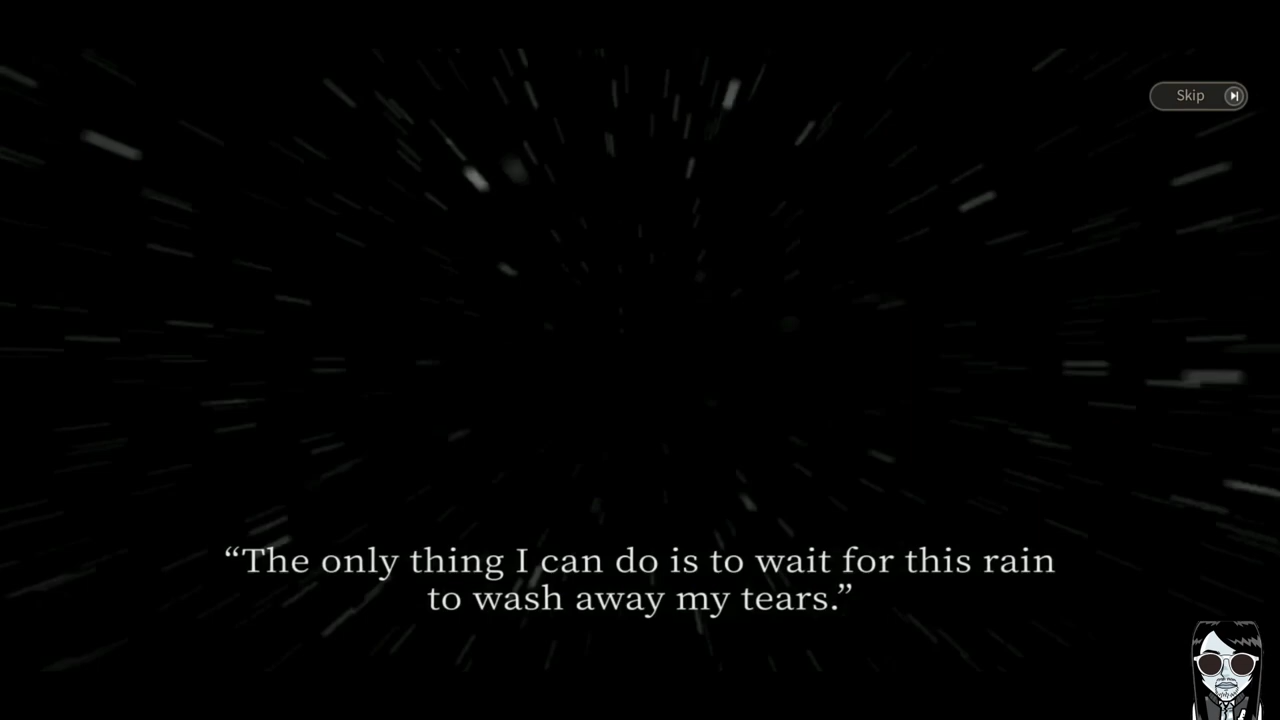 Skip
“The only thing I can do is to wait for this rain
to wash away my tears.”